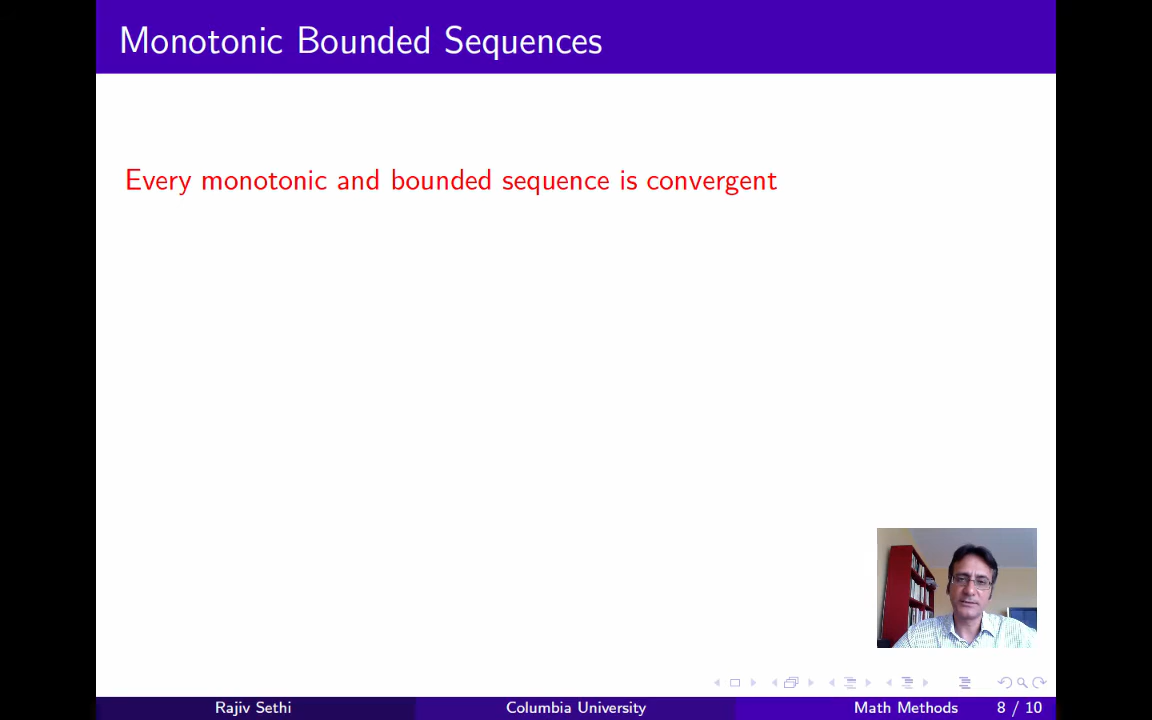 Monotonic Bounded Sequences
Every monotonic and bounded sequence is convergent
Rajiv Sethi
Columbia University
Math Methods
8 / 10